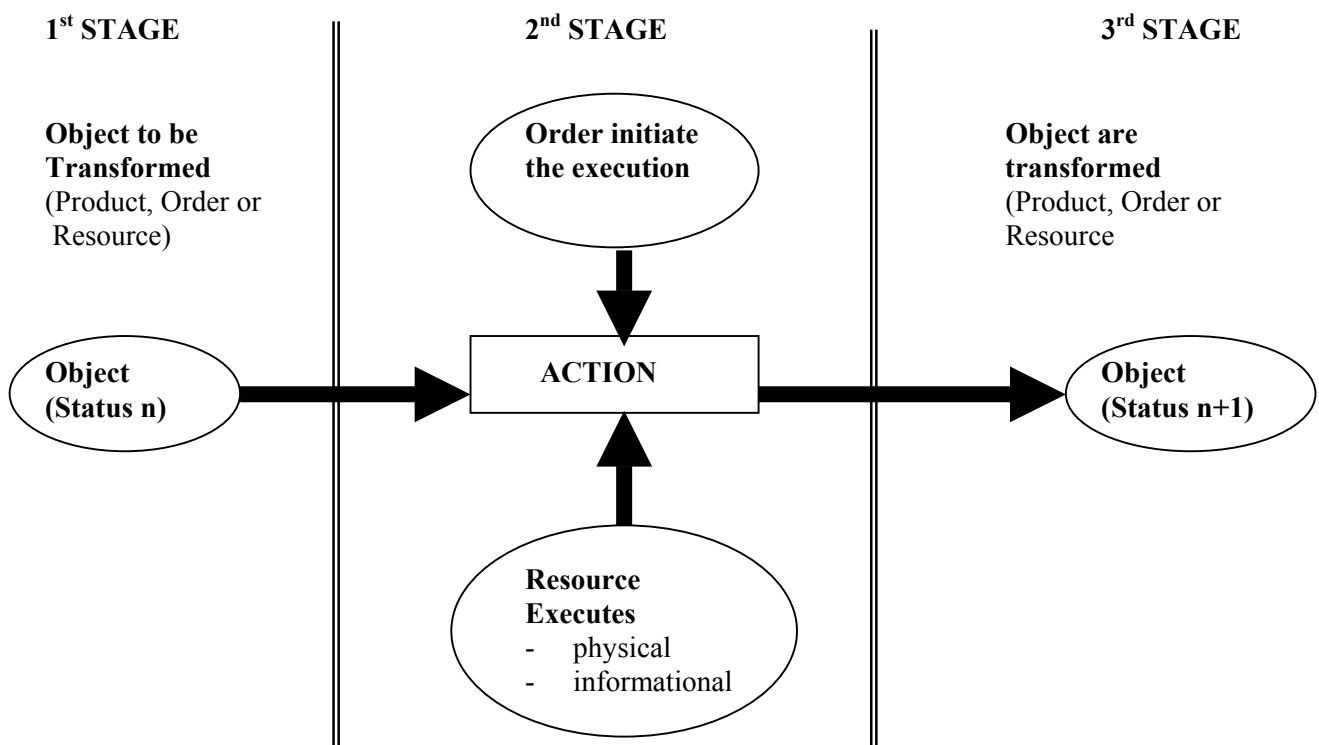 1st STAGE
2nd STAGE
3rd STAGE
Object to be
Transformed
(Product, Order or
Resource)
Order initiate
the execution
Object are
transformed
(Product, Order or
Resource
Object
(Status n)
ACTION
Object
(Status n+1)
Resource
Executes
- physical
- informational